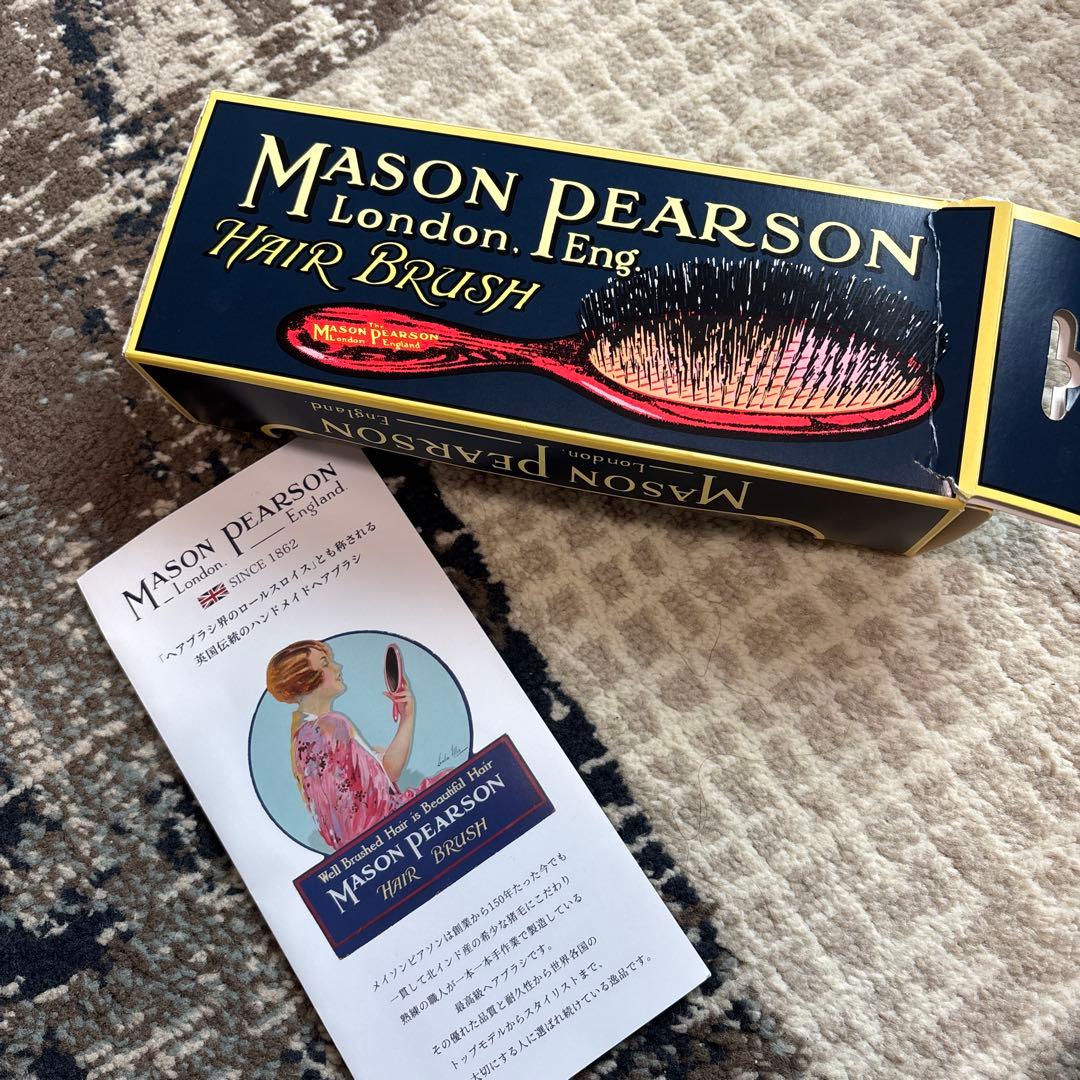 MASON PEARSON
London, Eng.
HAIR BRUSH
The
MASON PEARSON
London England
MASON PEARSON
London. England.
MASON PEARSON
London. England.
SINCE 1862
「ヘアブラシ界のロールスロイス」とも称される
英国伝統のハンドメイドヘアブラシ
Well Brushed Hair is Beautiful Hair
MASON PEARSON
HAIR BRUSH
メイソンピアソンは創業から150年たった今でも
一貫して北インド産の希少な猪毛にこだわり
熟練の職人が一本一本手作業で製造している
最高級ヘアブラシです。
その優れた品質と耐久性から世界各国の
トップモデルからスタイリストまで、
大切にする人に選ばれ続けている逸品です。